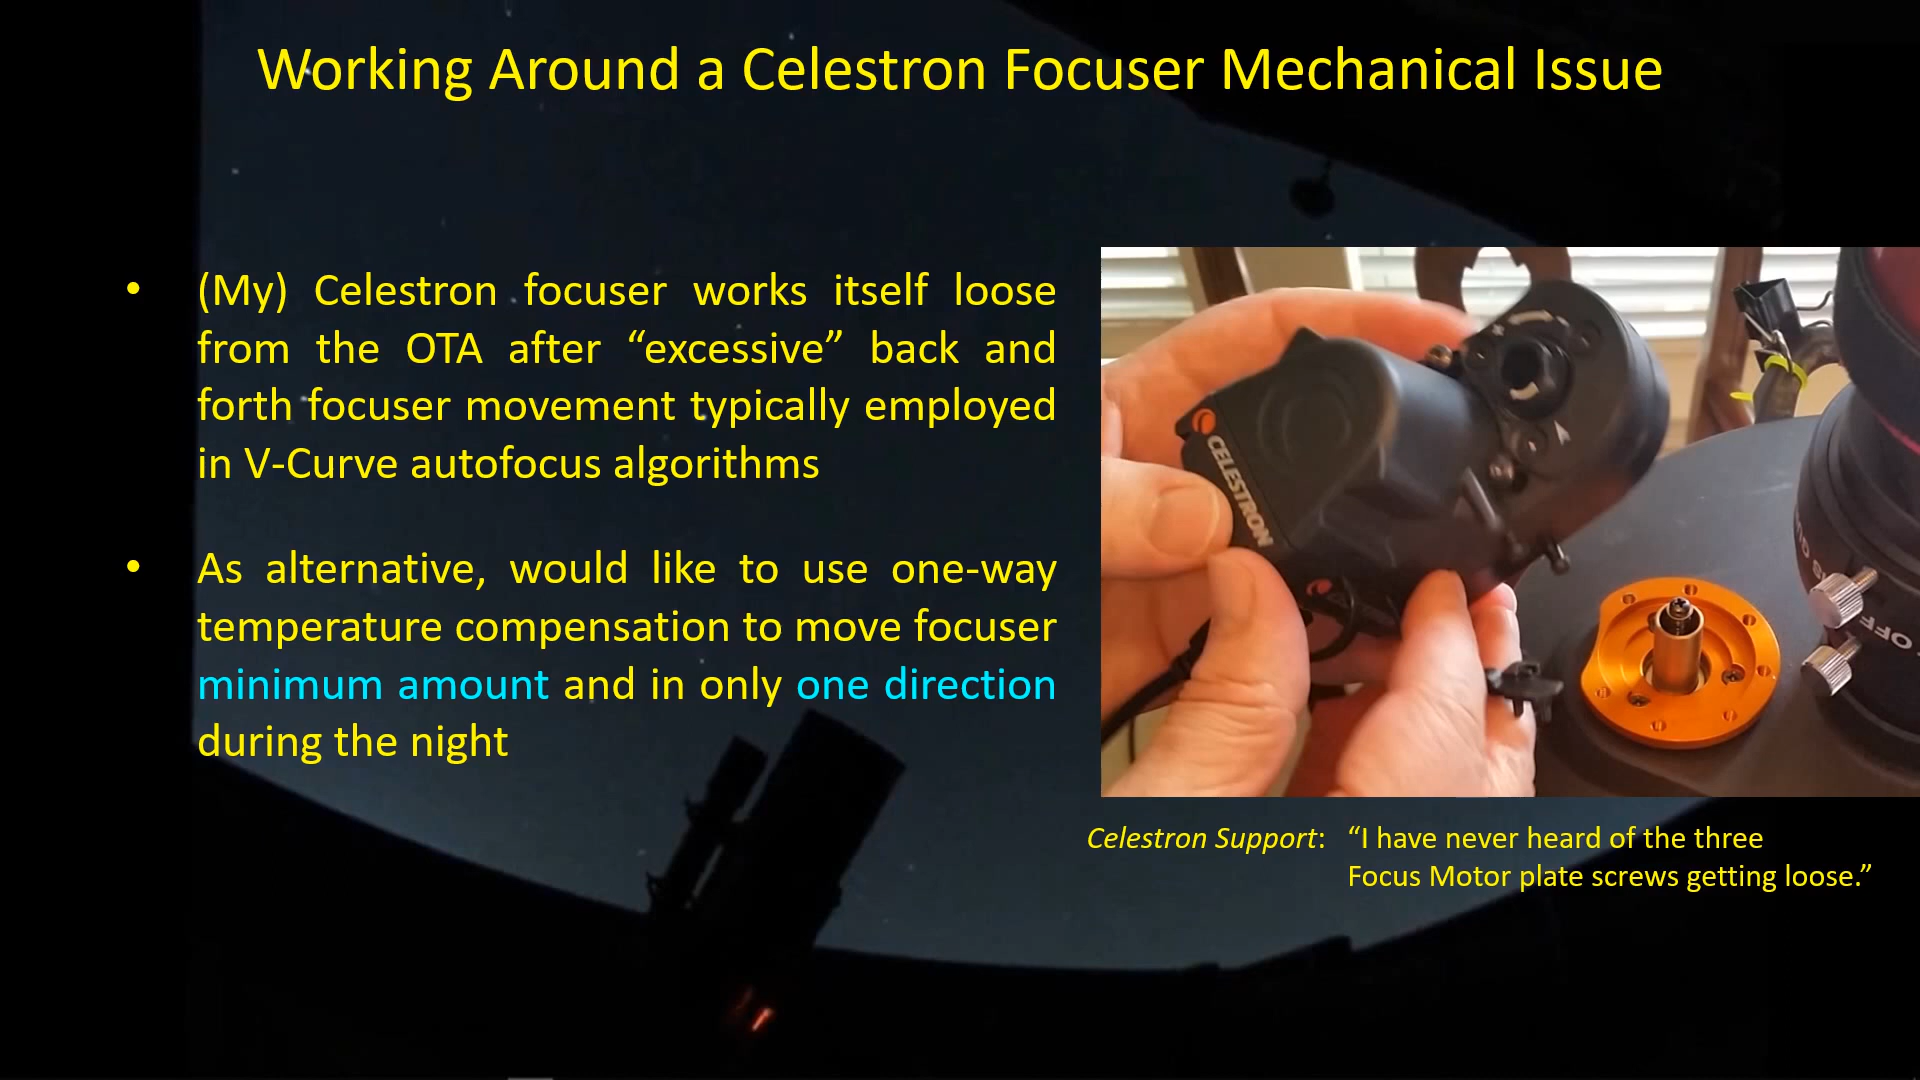 Working Around a Celestron Focuser Mechanical Issue
• (My) Celestron focuser works itself loose
from the OTA after “excessive” back and
forth focuser movement typically employed
in V-Curve autofocus algorithms
• As alternative, would like to use one-way
temperature compensation to move focuser
minimum amount and in only one direction
during the night
CELESTRON
OFF
Celestron Support: “I have never heard of the three
Focus Motor plate screws getting loose.”